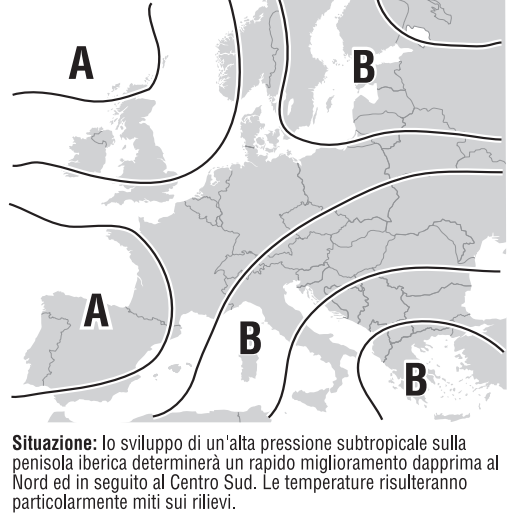 A
B
A
B
B
Situazione: lo sviluppo di un'alta pressione subtropicale sulla
penisola iberica determinerà un rapido miglioramento dapprima al
Nord ed in seguito al Centro Sud. Le temperature risulteranno
particolarmente miti sui rilievi.